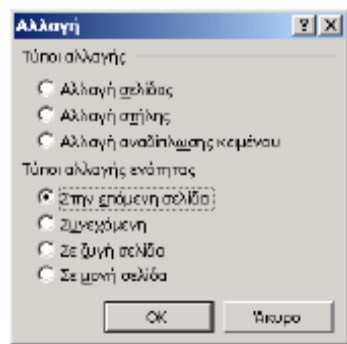 Αλλαγή
Τύποι αλλαγής
Αλλαγή σελίδας
Αλλαγή στήλης
Αλλαγή αναδίπλωσης κειμένου
Τύποι αλλαγής ενότητας
Στην επόμενη σελίδα
Συνεχόμενη
Σε ζυγή σελίδα
Σε μονή σελίδα
OK Άκυρο